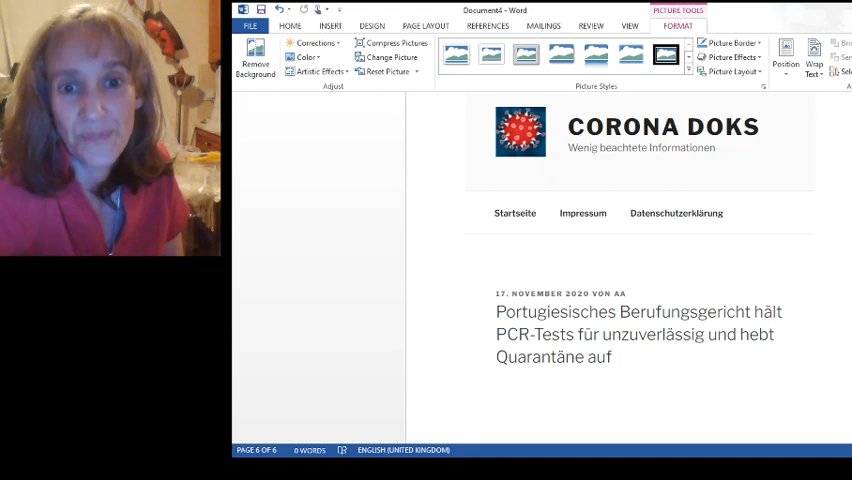 Document4 - Word
PICTURE TOOLS
FILE
HOME
INSERT
DESIGN
PAGE LAYOUT
REFERENCES
MAILINGS
REVIEW
VIEW
FORMAT
Remove Background
Corrections
Color
Artistic Effects
Compress Pictures
Change Picture
Reset Picture
Adjust
Picture Styles
Picture Border
Picture Effects
Picture Layout
Position
Wrap Text
CORONA DOKS
Wenig beachtete Informationen
Startseite Impressum Datenschutzerklärung
17. NOVEMBER 2020 VON AA
Portugiesisches Berufungsgericht hält
PCR-Tests für unzuverlässig und hebt
Quarantäne auf
PAGE 6 OF 6 0 WORDS ENGLISH (UNITED KINGDOM)